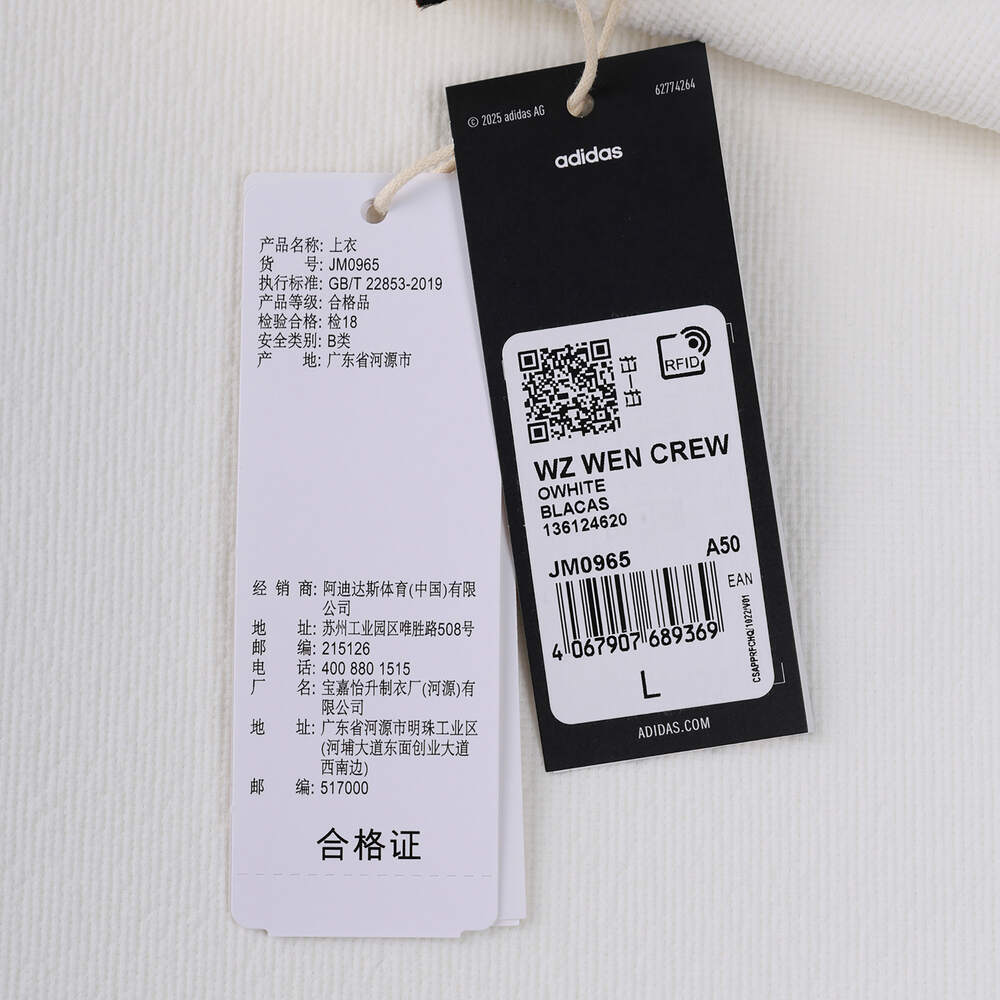 产品名称: 上衣
货 号: JM0965
执行标准: GB/T 22853-2019
产品等级: 合格品
检验合格: 检18
安全类别: B类
产 地: 广东省河源市
经 销 商: 阿迪达斯体育(中国)有限
公司
地 址: 苏州工业园区唯胜路508号
邮 编: 215126
电 话: 400 880 1515
厂 名: 宝嘉怡升制衣厂(河源)有
限公司
地 址: 广东省河源市明珠工业区
(河埔大道东面创业大道
西南边)
邮 编: 517000
合格证
62774264
© 2025 adidas AG
adidas
RFID
WZ WEN CREW
OWHITE
BLACAS
136124620
JM0965 A50
EAN
4 067907 689369
CSAPPRFCHQ/1022/V01
L
ADIDAS.COM